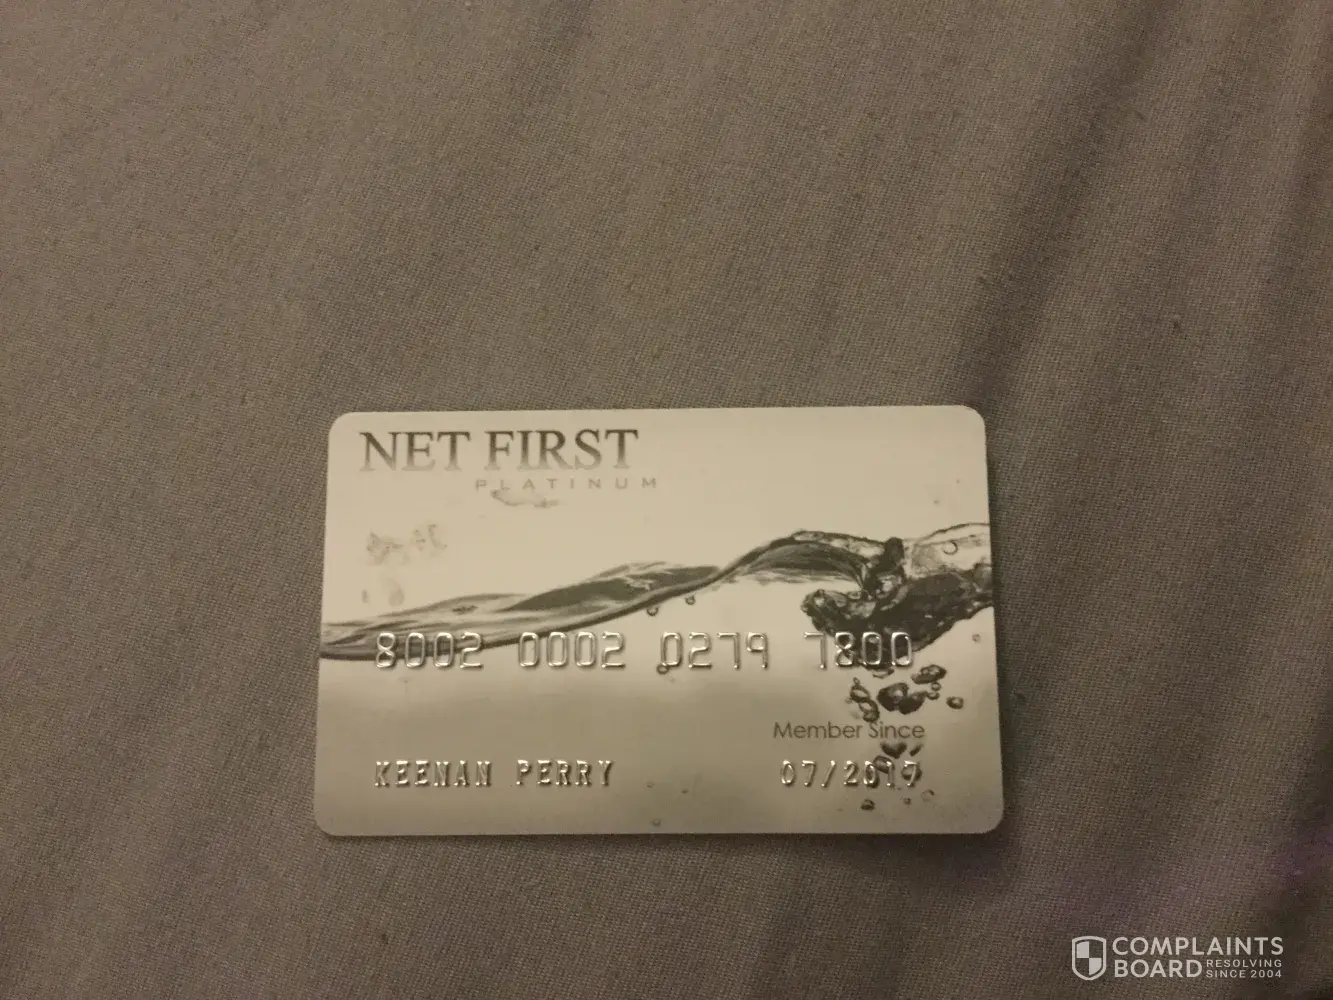 NET FIRST
PLATINUM
8002 0002 0279 7800
Member Since
KEENAN PERRY 07/2017
COMPLAINTS
BOARD RESOLVING
SINCE 2004